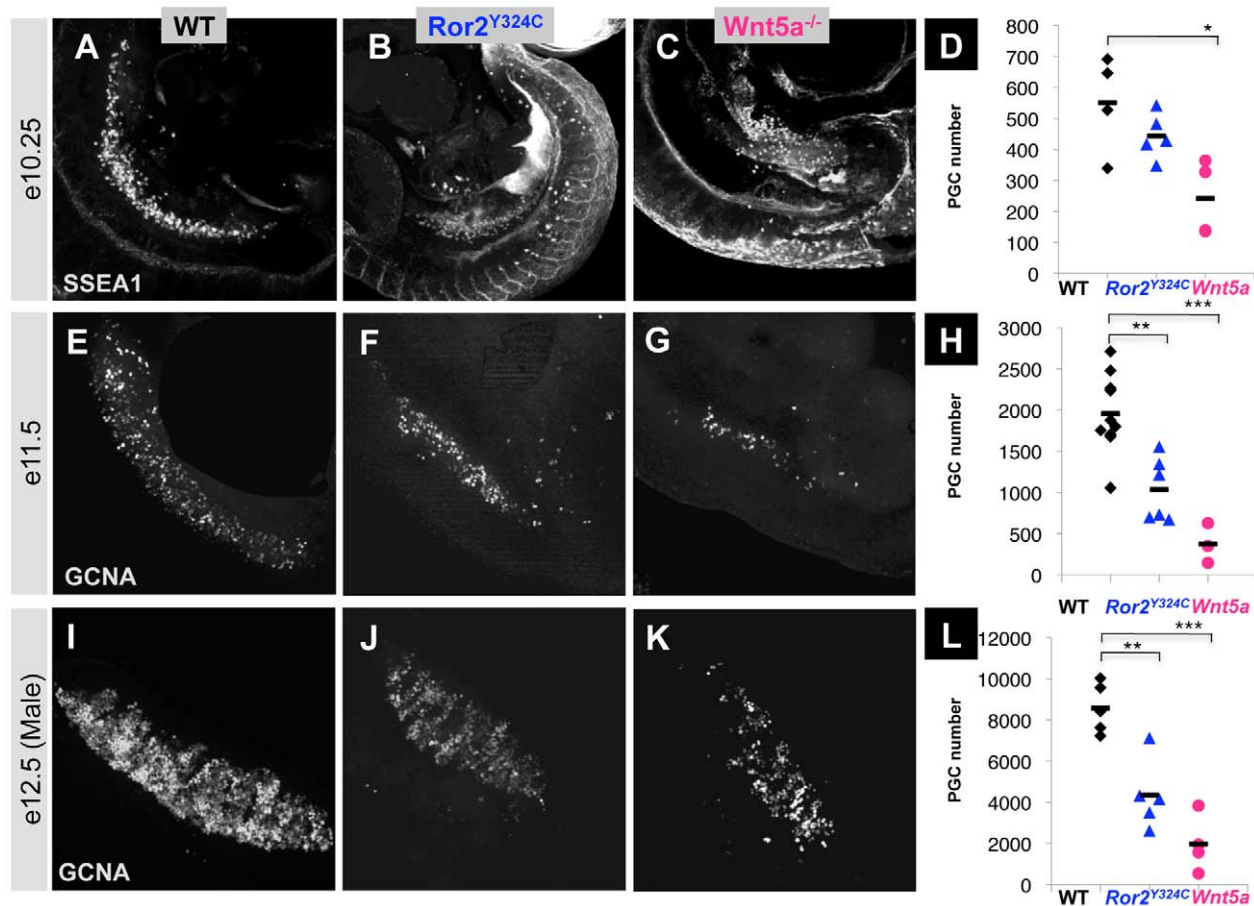 WT
Ror2Y324C
Wnt5a-/-
e10.25
A
SSEA1
B
C
D
PGC number
800
700
600
500
400
300
200
100
0
*
WT Ror2Y324C Wnt5a
e11.5
E
GCNA
F
G
H
PGC number
3000
2500
2000
1500
1000
500
0
**
***
WT Ror2Y324C Wnt5a
e12.5 (Male)
I
GCNA
J
K
L
PGC number
12000
10000
8000
6000
4000
2000
0
**
***
WT Ror2Y324C Wnt5a